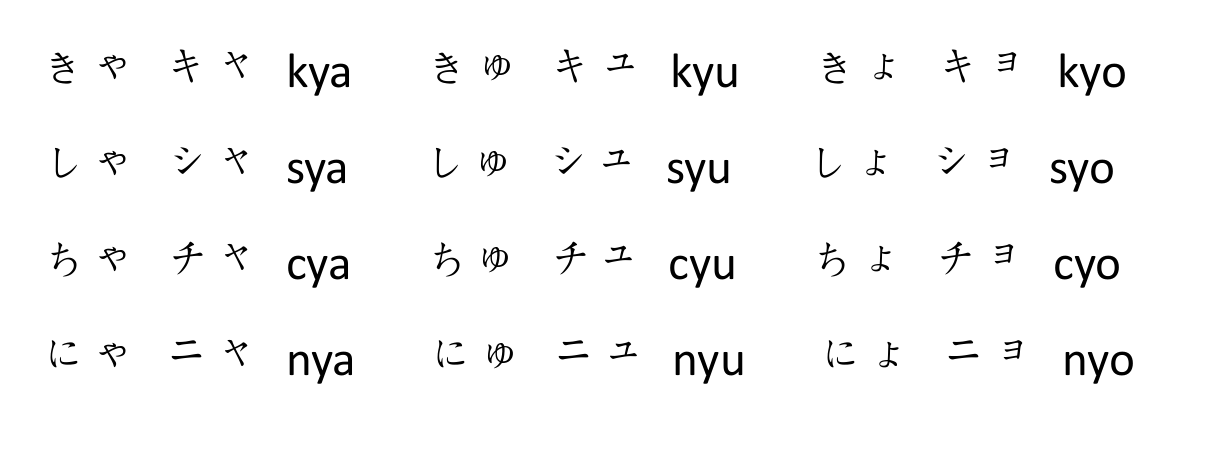 きゃ キャ kya きゅ キュ kyu きょ キョ kyo
しゃ シャ sya しゅ シュ syu しょ ショ syo
ちゃ チャ cya ちゅ チュ cyu ちょ チョ cyo
にゃ ニャ nya にゅ ニュ nyu にょ ニョ nyo